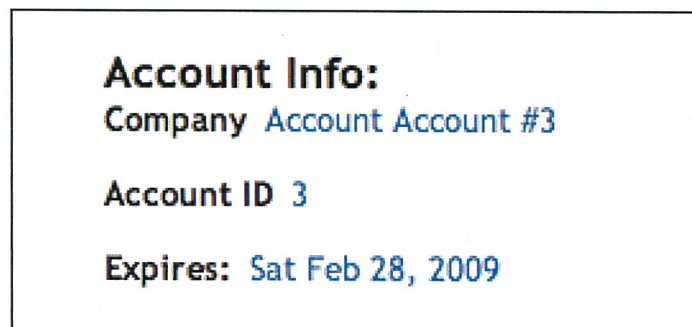 Account Info:
Company Account Account #3
Account ID 3
Expires: Sat Feb 28, 2009